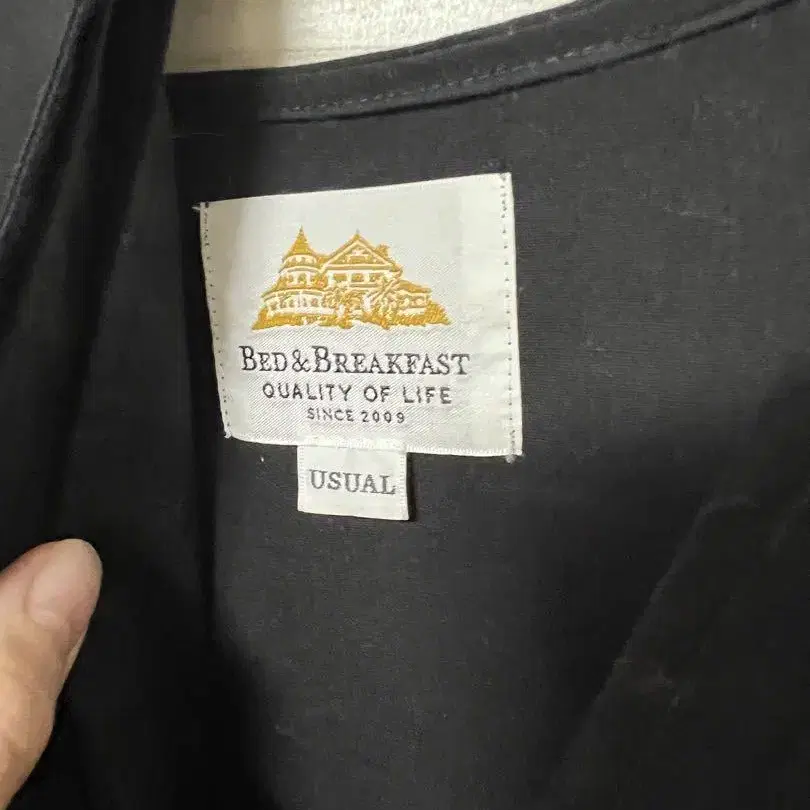 BED & BREAKFAST
QUALITY OF LIFE
SINCE 2009
USUAL